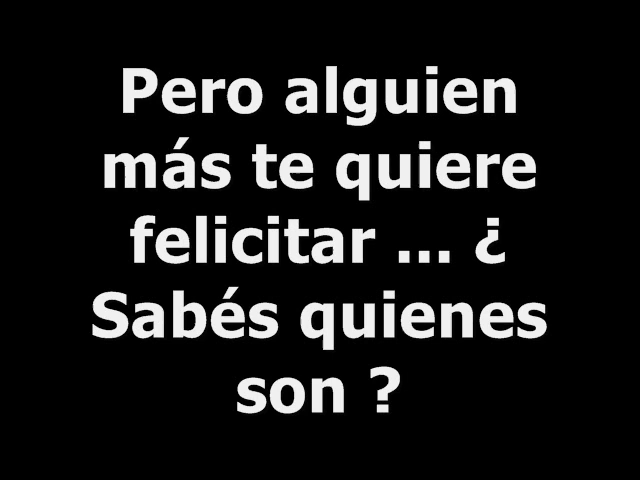 Pero alguien
más te quiere
felicitar ... ¿
Sabés quienes
son ?